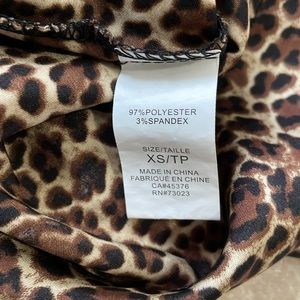 97%POLYESTER
3%SPANDEX
SIZE/TAILLE
XS/TP
MADE IN CHINA
FABRIQUÉ EN CHINE
CA#45376
RN#73023